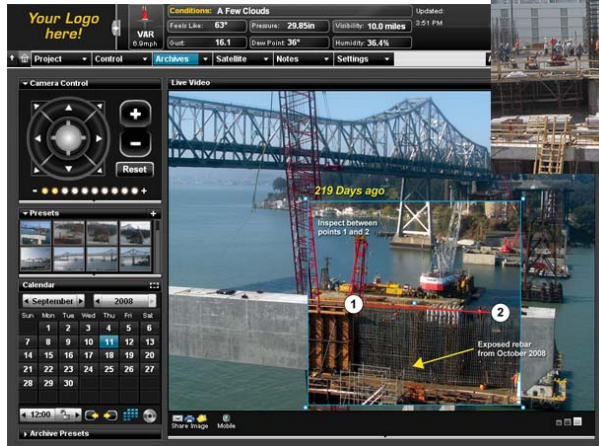 Your Logo
here!
VAR
6.9mph
Conditions: A Few Clouds
Feels Like: 63°
Pressure: 29.85in
Visibility: 10.0 miles
Gust: 16.1
Dew Point: 36°
Humidity: 36.4%
Updated:
3:51 PM
Project
Control
Archives
Satellite
Notes
Settings
Camera Control
Reset
Presets
Calendar
September
2008
Sun Mon Tue Wed Thu Fri Sat
1 2 3 4 5 6
7 8 9 10 11 12 13
14 15 16 17 18 19 20
21 22 23 24 25 26 27
28 29 30
12:00
Archive Presets
Live Video
219 Days ago
Inspect between
points 1 and 2
1
2
Exposed rebar
from October 2008
Share Image
Mobile